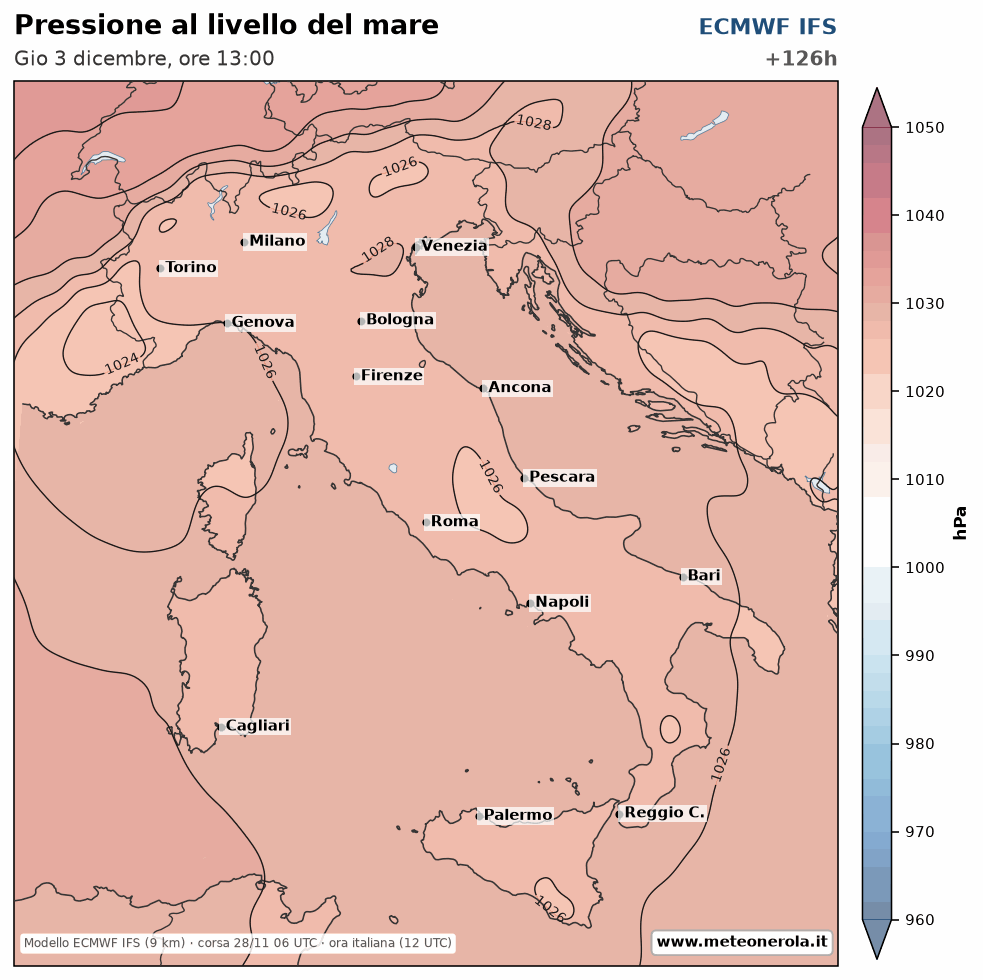 Pressione al livello del mare
ECMWF IFS
Gio 3 dicembre, ore 13:00
+126h
1028
1026
1026
Milano
1028
Venezia
Torino
Genova
Bologna
1024
1026
Firenze
Ancona
1026
Pescara
Roma
Bari
Napoli
Cagliari
1026
Palermo
Reggio C.
1026
Modello ECMWF IFS (9 km) · corsa 28/11 06 UTC · ora italiana (12 UTC)
www.meteonerola.it
1050
1040
1030
1020
1010
1000
990
980
970
960
hPa